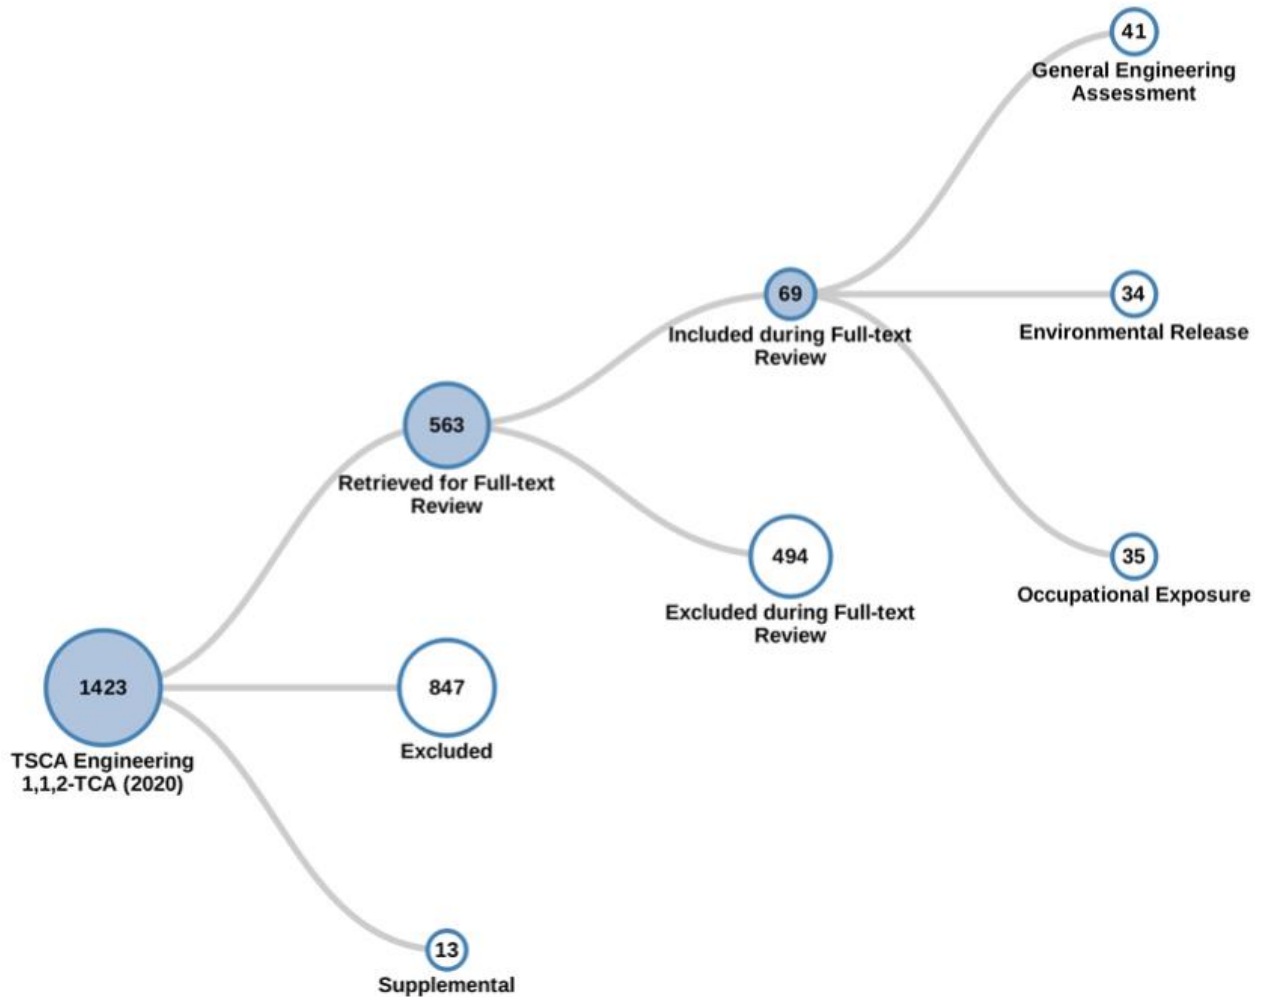 41
General Engineering
Assessment
69
Included during Full-text
Review
34
Environmental Release
563
Retrieved for Full-text
Review
494
Excluded during Full-text
Review
35
Occupational Exposure
1423
TSCA Engineering
1,1,2-TCA (2020)
847
Excluded
13
Supplemental